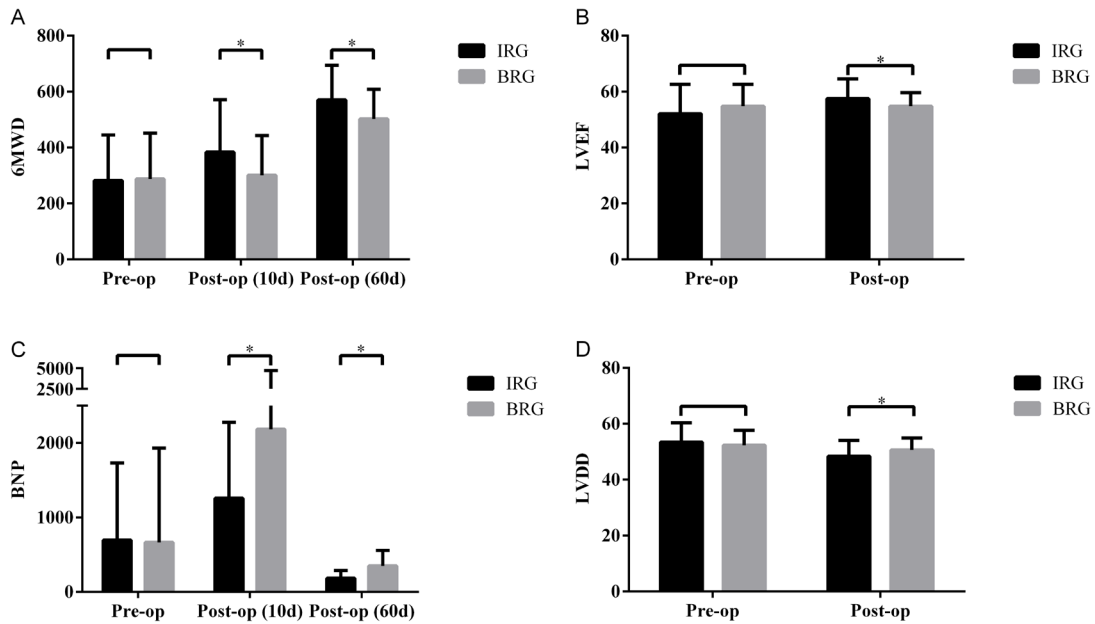 A
6MWD
800
600
400
200
0
*
*
IRG
BRG
Pre-op
Post-op (10d)
Post-op (60d)
B
LVEF
80
60
40
20
0
*
IRG
BRG
Pre-op
Post-op
C
BNP
5000
2500
2000
1000
0
*
*
IRG
BRG
Pre-op
Post-op (10d)
Post-op (60d)
D
LVDD
80
60
40
20
0
*
IRG
BRG
Pre-op
Post-op